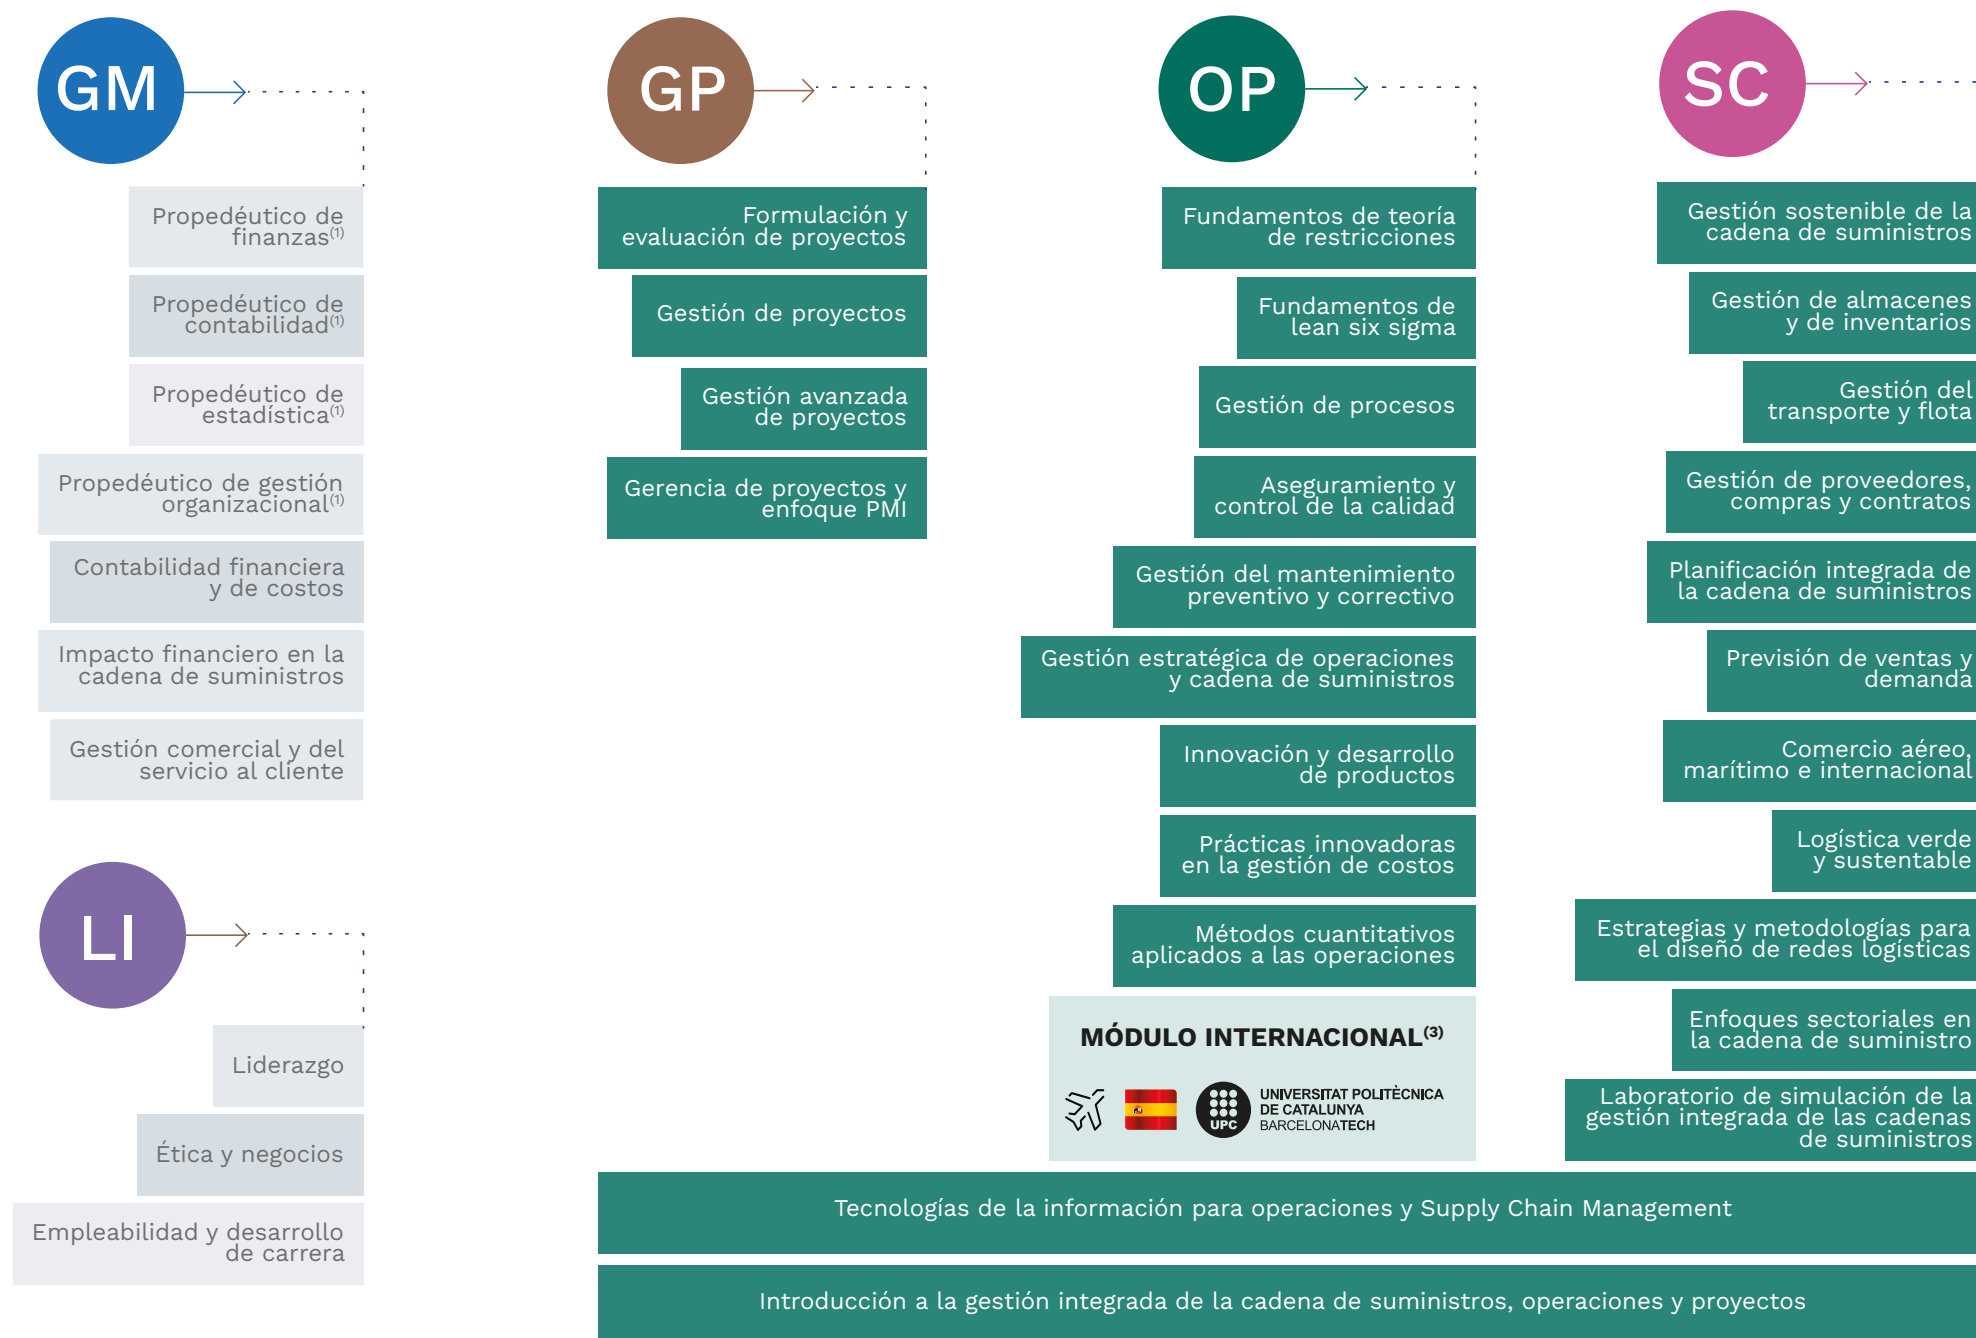 GM
Propedéutico de
finanzas(1)
Propedéutico de
contabilidad(1)
Propedéutico de
estadística(1)
Propedéutico de gestión
organizacional(1)
Contabilidad financiera
y de costos
Impacto financiero en la
cadena de suministros
Gestión comercial y del
servicio al cliente
LI
Liderazgo
Ética y negocios
Empleabilidad y desarrollo
de carrera
GP
Formulación y
evaluación de proyectos
Gestión de proyectos
Gestión avanzada
de proyectos
Gerencia de proyectos y
enfoque PMI
OP
Fundamentos de teoría
de restricciones
Fundamentos de
lean six sigma
Gestión de procesos
Aseguramiento y
control de la calidad
Gestión del mantenimiento
preventivo y correctivo
Gestión estratégica de operaciones
y cadena de suministros
Innovación y desarrollo
de productos
Prácticas innovadoras
en la gestión de costos
Métodos cuantitativos
aplicados a las operaciones
MÓDULO INTERNACIONAL(3)
UPC
UNIVERSITAT POLITÈCNICA
DE CATALUNYA
BARCELONATECH
SC
Gestión sostenible de la
cadena de suministros
Gestión de almacenes
y de inventarios
Gestión del
transporte y flota
Gestión de proveedores,
compras y contratos
Planificación integrada de
la cadena de suministros
Previsión de ventas y
demanda
Comercio aéreo,
marítimo e internacional
Logística verde
y sustentable
Estrategias y metodologías para
el diseño de redes logísticas
Enfoques sectoriales en
la cadena de suministro
Laboratorio de simulación de la
gestión integrada de las cadenas
de suministros
Tecnologías de la información para operaciones y Supply Chain Management
Introducción a la gestión integrada de la cadena de suministros, operaciones y proyectos